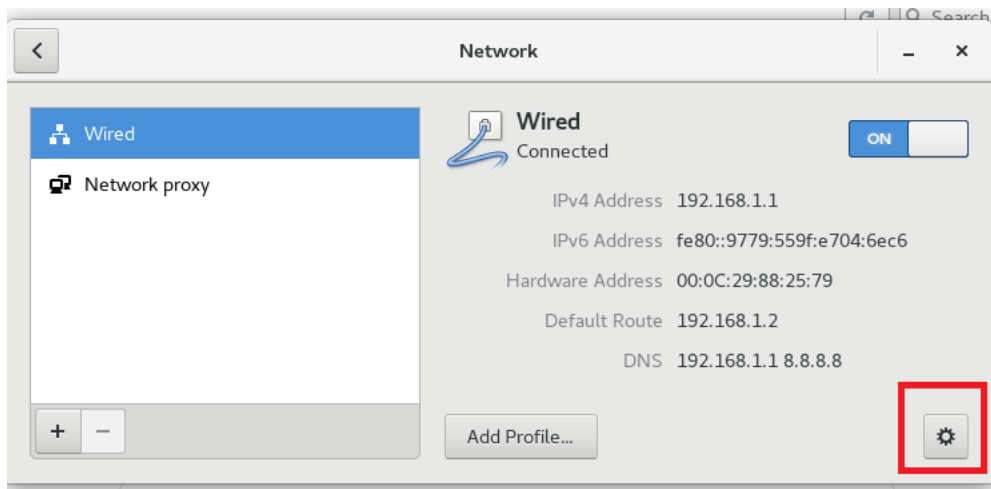 Search
Network
Wired
Network proxy
Wired
Connected
ON
IPv4 Address 192.168.1.1
IPv6 Address fe80::9779:559f:e704:6ec6
Hardware Address 00:0C:29:88:25:79
Default Route 192.168.1.2
DNS 192.168.1.1 8.8.8.8
Add Profile...